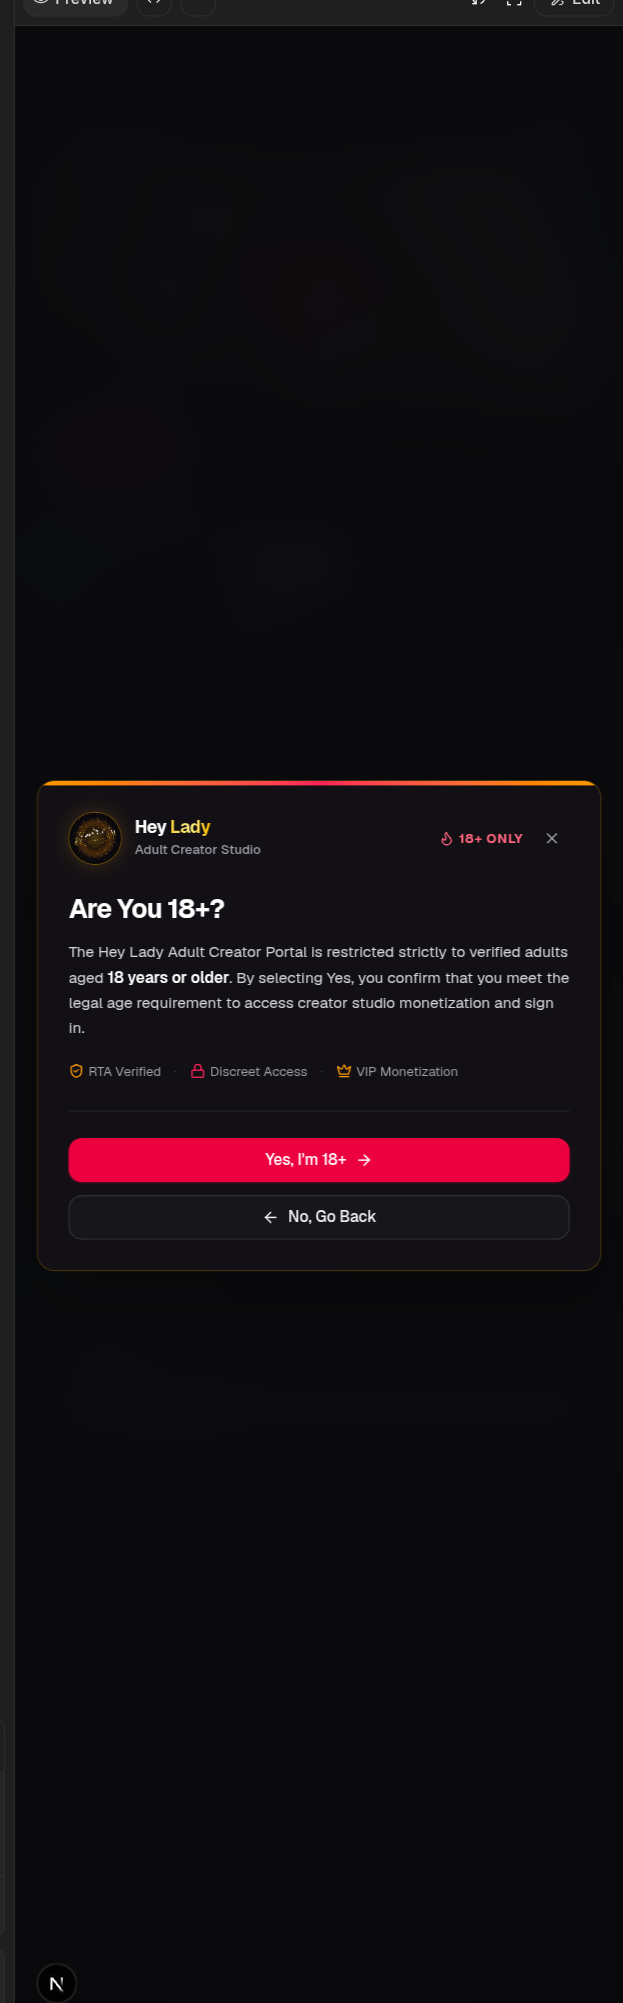 Preview
Edit
Hey Lady
Adult Creator Studio
18+ ONLY
Are You 18+?
The Hey Lady Adult Creator Portal is restricted strictly to verified adults
aged 18 years or older. By selecting Yes, you confirm that you meet the
legal age requirement to access creator studio monetization and sign
in.
RTA Verified · Discreet Access · VIP Monetization
Yes, I'm 18+ →
← No, Go Back
N